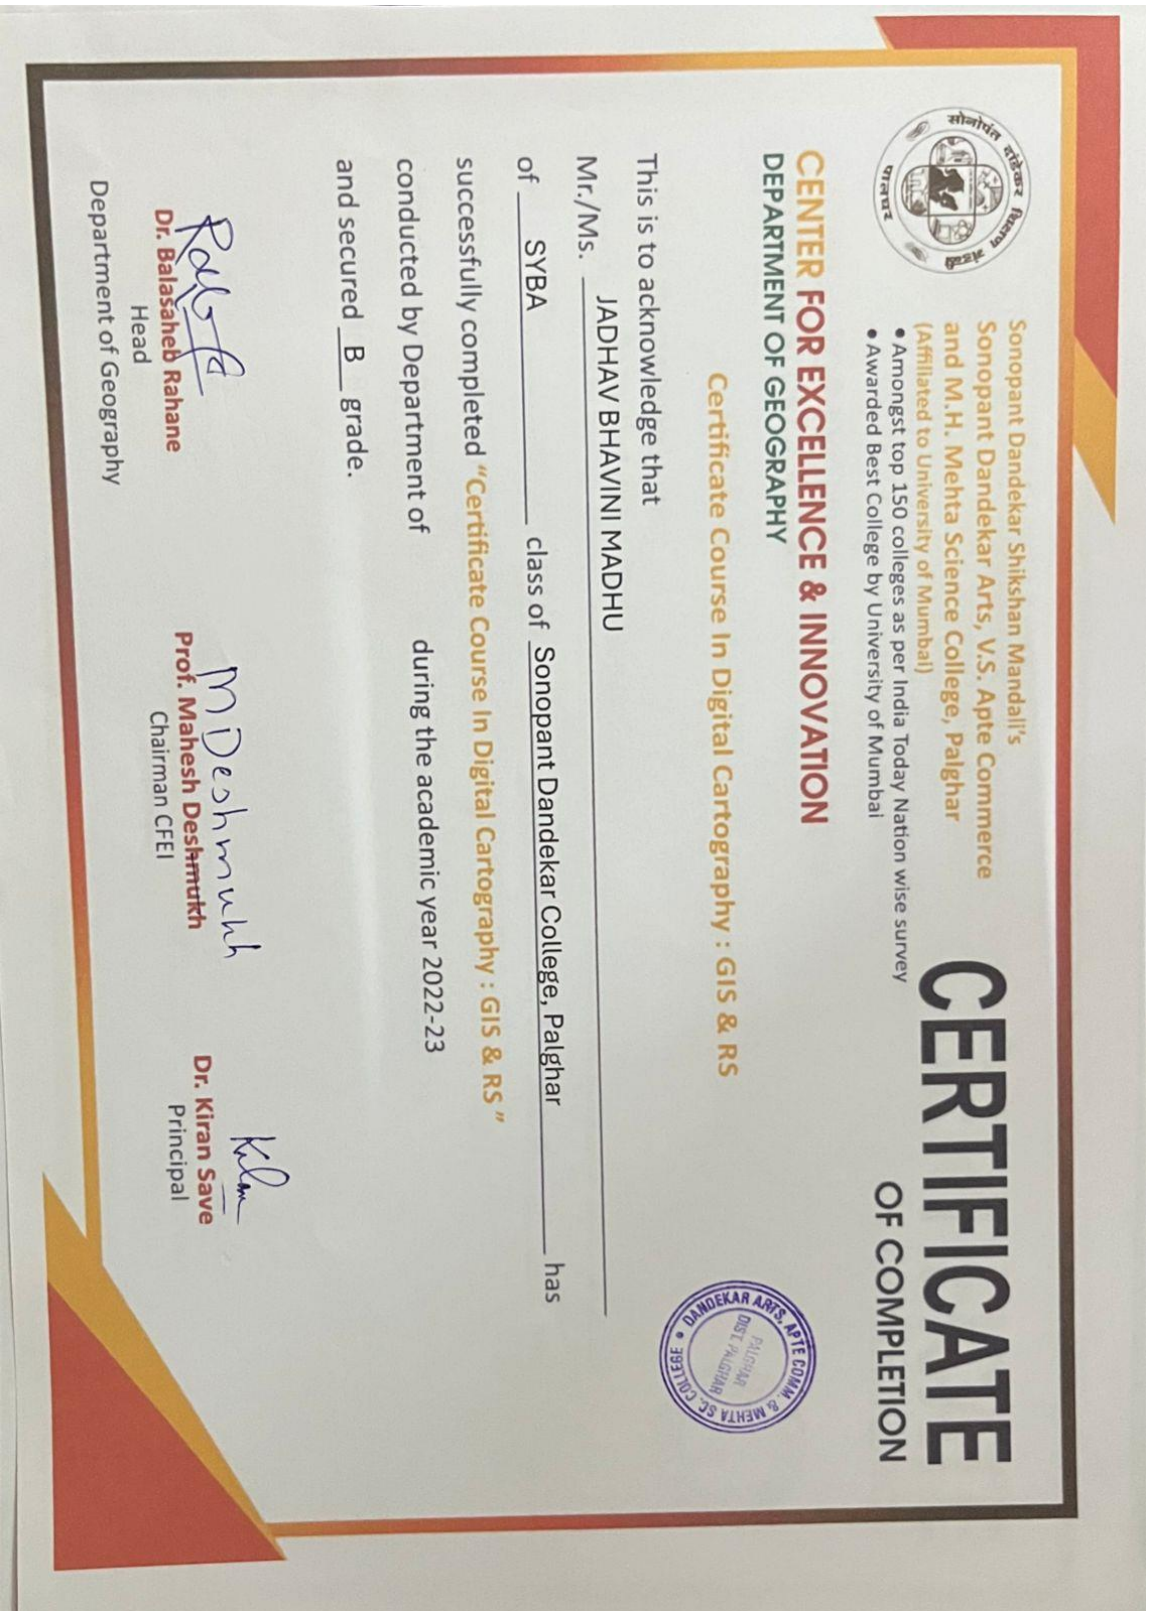 सोनोपंत दांडेकर शिक्षण मंडळी
पालघर
Sonopant Dandekar Shikshan Mandali's
Sonopant Dandekar Arts, V.S. Apte Commerce
and M.H. Mehta Science College, Palghar
(Affiliated to University of Mumbai)
• Amongst top 150 colleges as per India Today Nation wise survey
• Awarded Best College by University of Mumbai
CERTIFICATE
OF COMPLETION
CENTER FOR EXCELLENCE & INNOVATION
DEPARTMENT OF GEOGRAPHY
Certificate Course In Digital Cartography : GIS & RS
DANDEKAR ARTS, APTE COMM. & MEHTA SC. COLLEGE
PALGHAR
DIST. PALGHAR
This is to acknowledge that
Mr./Ms. JADHAV BHAVINI MADHU
of SYBA class of Sonopant Dandekar College, Palghar has
successfully completed “Certificate Course In Digital Cartography : GIS & RS ”
conducted by Department of during the academic year 2022-23
and secured B grade.
M Deshmukh
Dr. Balasaheb Rahane
Head
Department of Geography
Prof. Mahesh Deshmukh
Chairman CFEI
Dr. Kiran Save
Principal